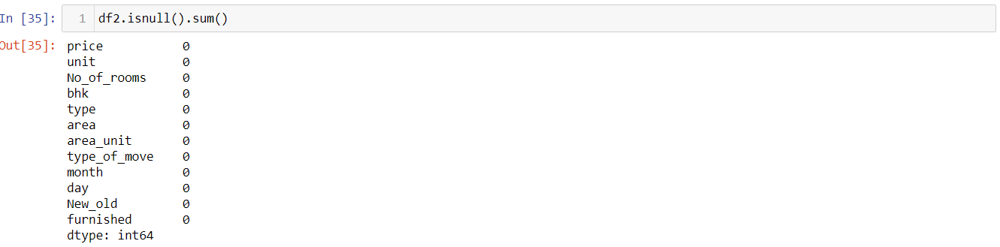 In [35]: 1 df2.isnull().sum()
Out[35]: price 0
unit 0
No_of_rooms 0
bhk 0
type 0
area 0
area_unit 0
type_of_move 0
month 0
day 0
New_old 0
furnished 0
dtype: int64